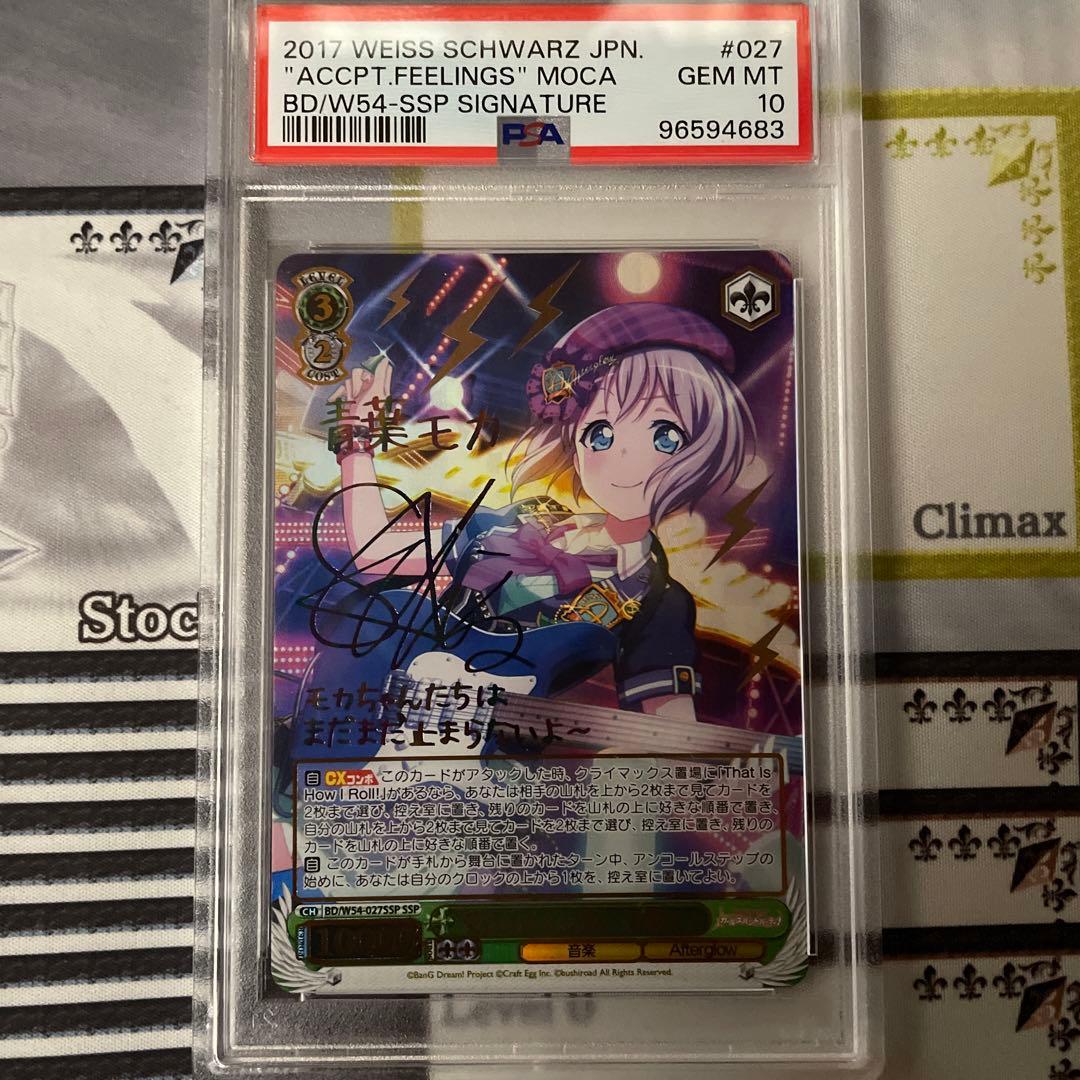 2017 WEISS SCHWARZ JPN. #027
"ACCPT.FEELINGS" MOCA GEM MT
BD/W54-SSP SIGNATURE 10
PSA 96594683
LEVEL
3
2
COST
Afterglow
青葉モカ
モカちゃんたちは
まだまだ止まらないよ～
自 CXコンボ このカードがアタックした時、クライマックス置場に「That Is
How I Roll!」があるなら、あなたは相手の山札を上から2枚まで見てカードを
2枚まで選び、控え室に置き、残りのカードを山札の上に好きな順番で置き、
自分の山札を上から2枚まで見てカードを2枚まで選び、控え室に置き、残りの
カードを山札の上に好きな順番で置く。
自 このカードが手札から舞台に置かれたターン中、アンコールステップの
始めに、あなたは自分のクロックの上から1枚を、控え室に置いてよい。
CH BD/W54-027SSP SSP
音楽 Afterglow
©BanG Dream! Project ©Craft Egg Inc. ©bushiroad All Rights Reserved.
Climax
Stoc
Level 0